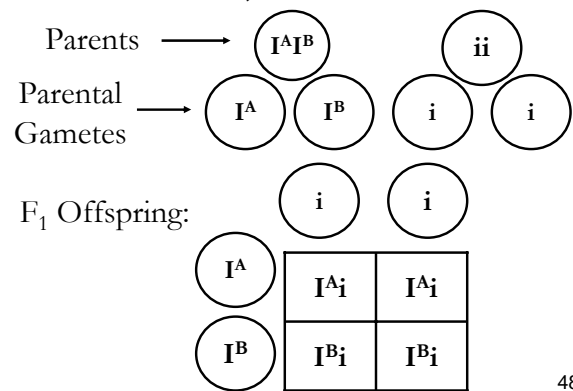 Parents
I^A I^B
ii
Parental
Gametes
I^A
I^B
i
i
i
i
F₁ Offspring:
I^A
I^A i
I^A i
I^B
I^B i
I^B i
48